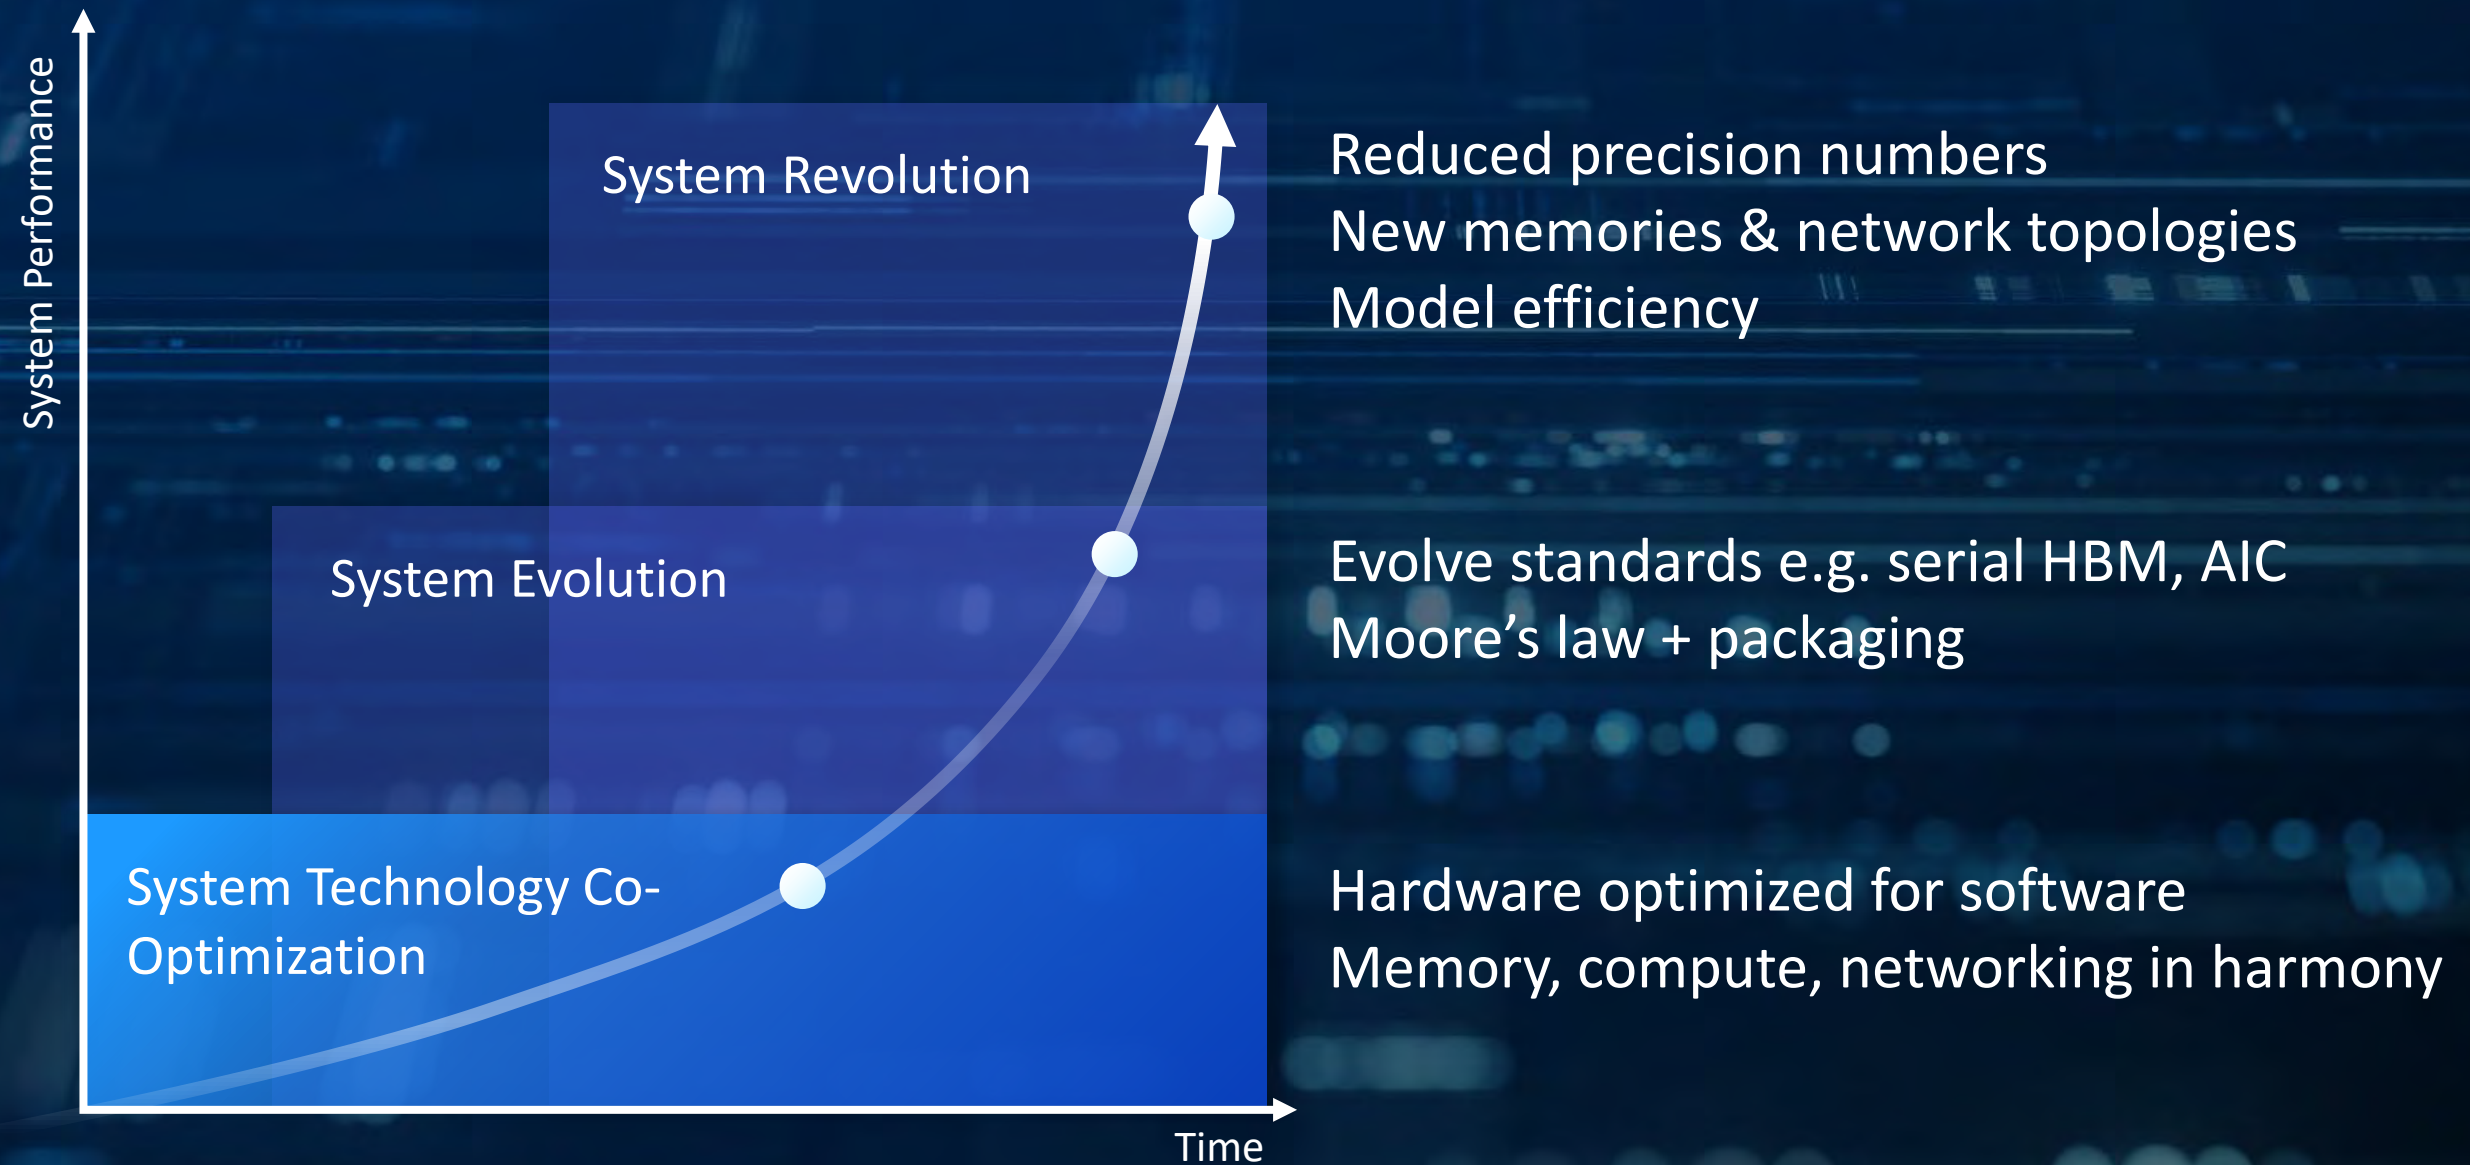 System Performance
System Revolution
Reduced precision numbers
New memories & network topologies
Model efficiency
System Evolution
Evolve standards e.g. serial HBM, AIC
Moore’s law + packaging
System Technology Co-
Optimization
Hardware optimized for software
Memory, compute, networking in harmony
Time